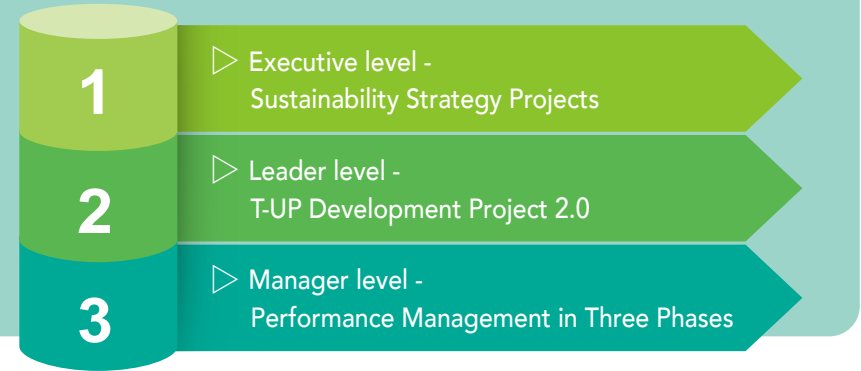 1
Executive level -
Sustainability Strategy Projects
2
Leader level -
T-UP Development Project 2.0
3
Manager level -
Performance Management in Three Phases